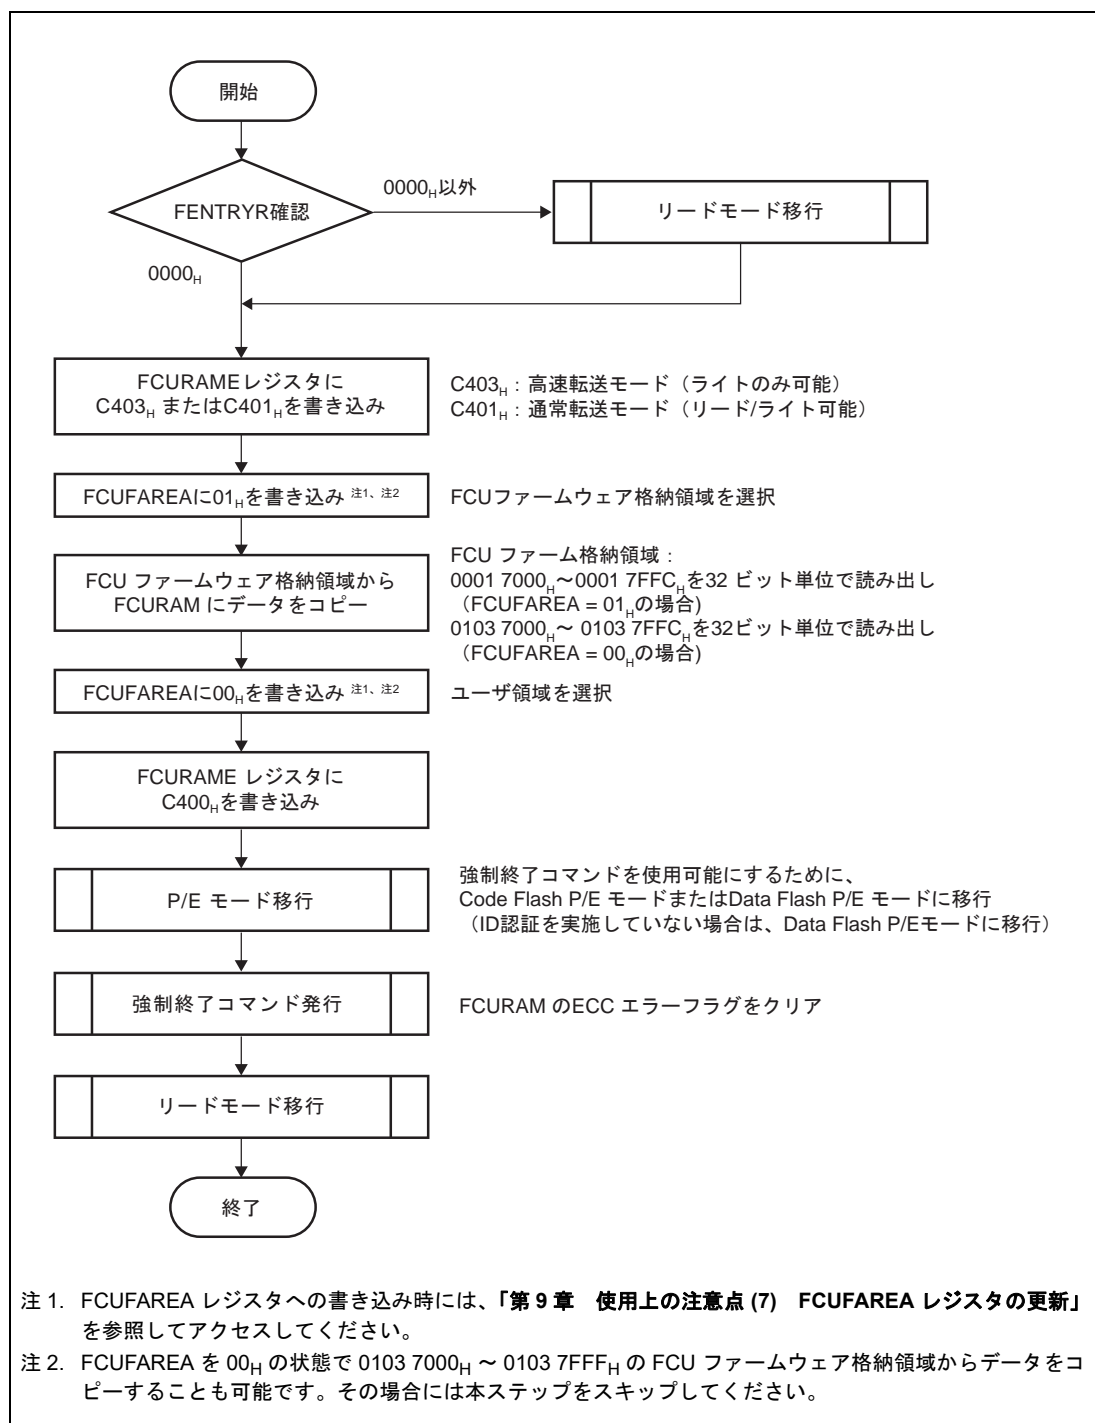 開始
FENTRYR確認
0000H以外
リードモード移行
0000H
FCURAMEレジスタに
C403H またはC401Hを書き込み
C403H：高速転送モード（ライトのみ可能）
C401H：通常転送モード（リード/ライト可能）
FCUFAREAに01Hを書き込み 注1、注2
FCUファームウェア格納領域を選択
FCU ファームウェア格納領域から
FCURAM にデータをコピー
FCU ファーム格納領域：
0001 7000H～0001 7FFCHを32 ビット単位で読み出し
（FCUFAREA = 01Hの場合)
0103 7000H～ 0103 7FFCHを32ビット単位で読み出し
（FCUFAREA = 00Hの場合)
FCUFAREAに00Hを書き込み 注1、注2
ユーザ領域を選択
FCURAME レジスタに
C400Hを書き込み
P/E モード移行
強制終了コマンドを使用可能にするために、
Code Flash P/E モードまたはData Flash P/E モードに移行
（ID認証を実施していない場合は、Data Flash P/Eモードに移行）
強制終了コマンド発行
FCURAM のECC エラーフラグをクリア
リードモード移行
終了
注 1. FCUFAREA レジスタへの書き込み時には、「第 9 章　使用上の注意点 (7)　FCUFAREA レジスタの更新」
を参照してアクセスしてください。
注 2. FCUFAREA を 00H の状態で 0103 7000H ～ 0103 7FFFH の FCU ファームウェア格納領域からデータをコ
ピーすることも可能です。その場合には本ステップをスキップしてください。